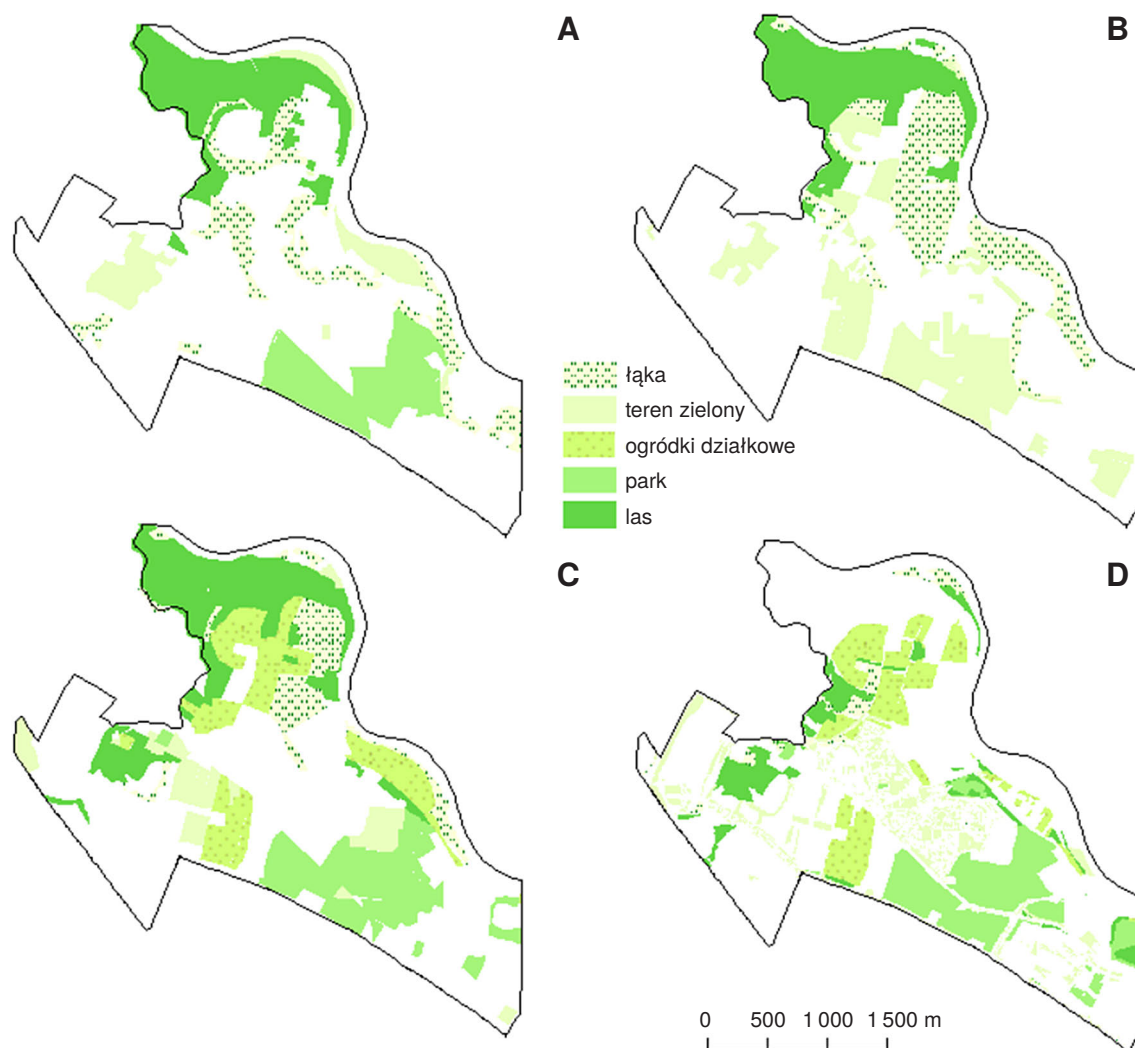 A
B
łąka
teren zielony
ogródki działkowe
park
las
C
D
0 500 1 000 1 500 m